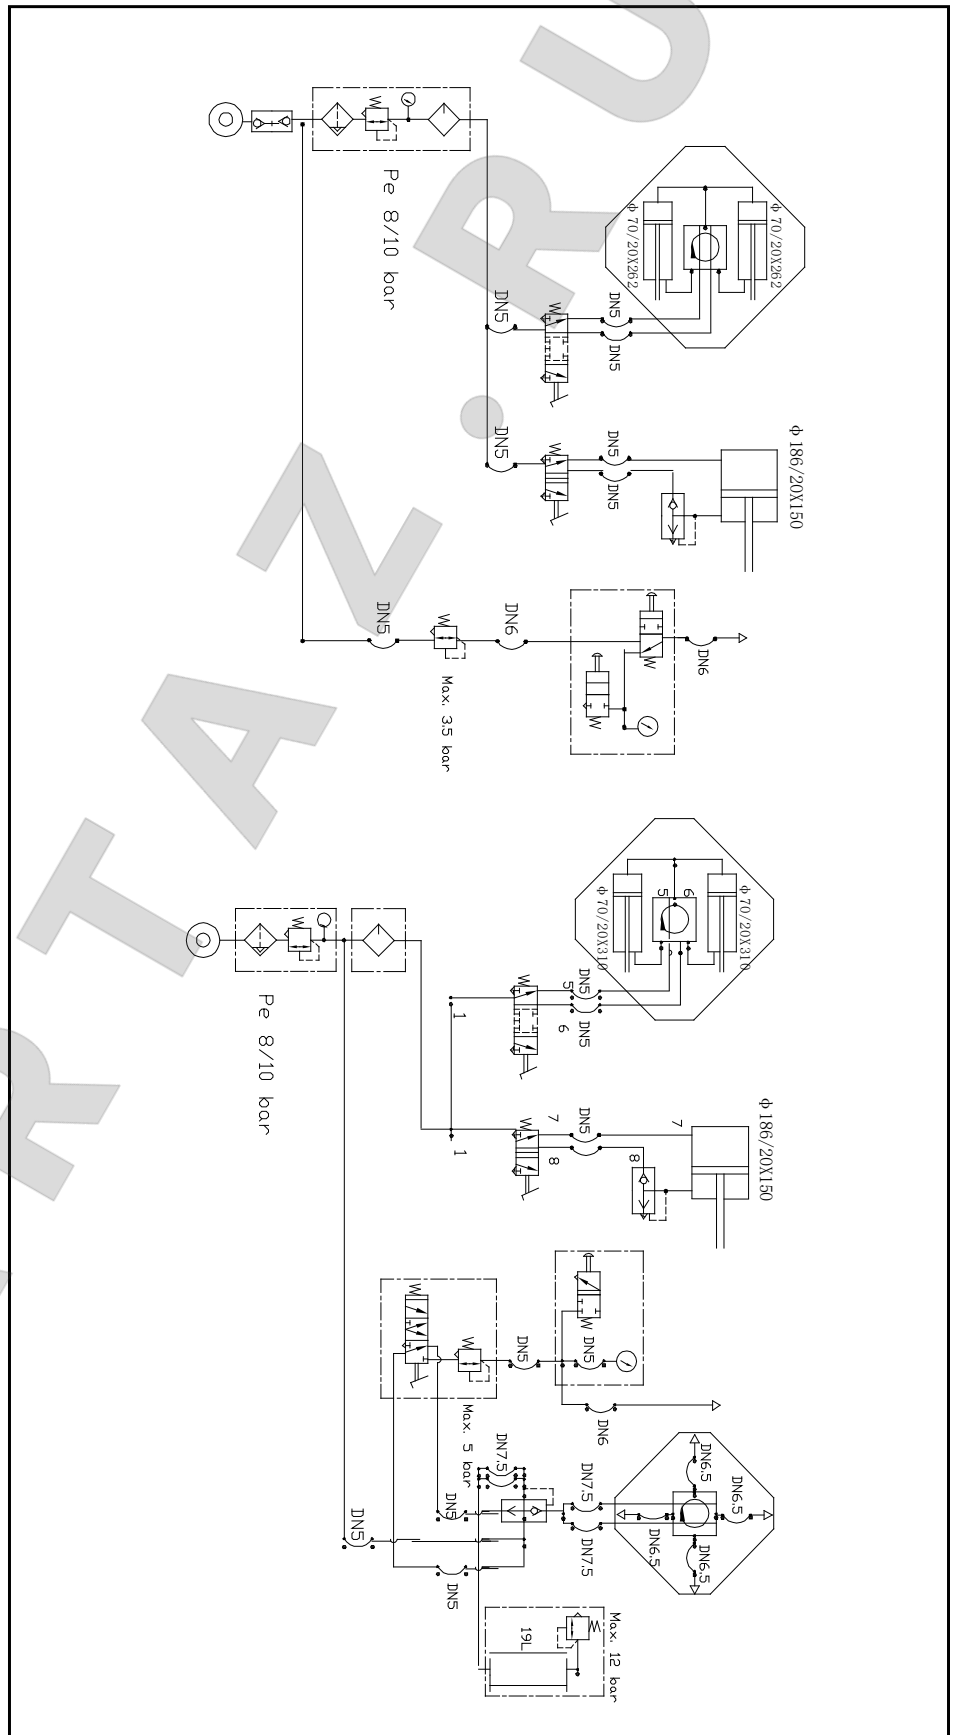 Pe 8/10 bar
φ 70/20X262
φ 70/20X262
DN5
DN5
DN5
φ 186/20X150
DN5
DN5
DN5
DN5
Max. 3.5 bar
DN6
DN6
Pe 8/10 bar
φ 70/20X310
φ 70/20X310
5
6
DN5
DN5
5
6
1
1
φ 186/20X150
7
8
DN5
7
8
DN5
DN5
DN6
Max. 5 bar
DN7.5
DN5
DN5
DN5
DN7.5
DN7.5
DN6.5
DN6.5
DN6.5
DN6.5
Max. 12 bar
19L
RTAZ.RU